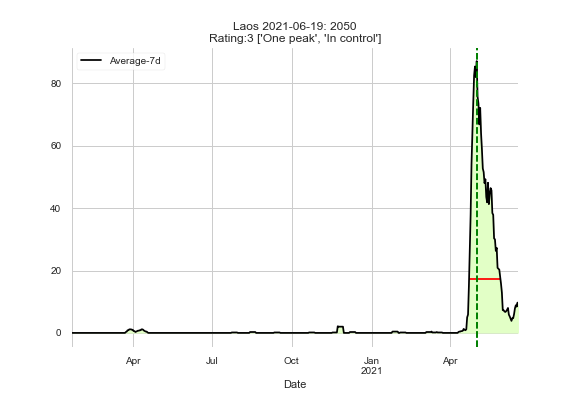 Laos 2021-06-19: 2050
Rating:3 ['One peak', 'In control']
Average-7d
80
60
40
20
0
Apr
Jul
Oct
Jan
2021
Apr
Date